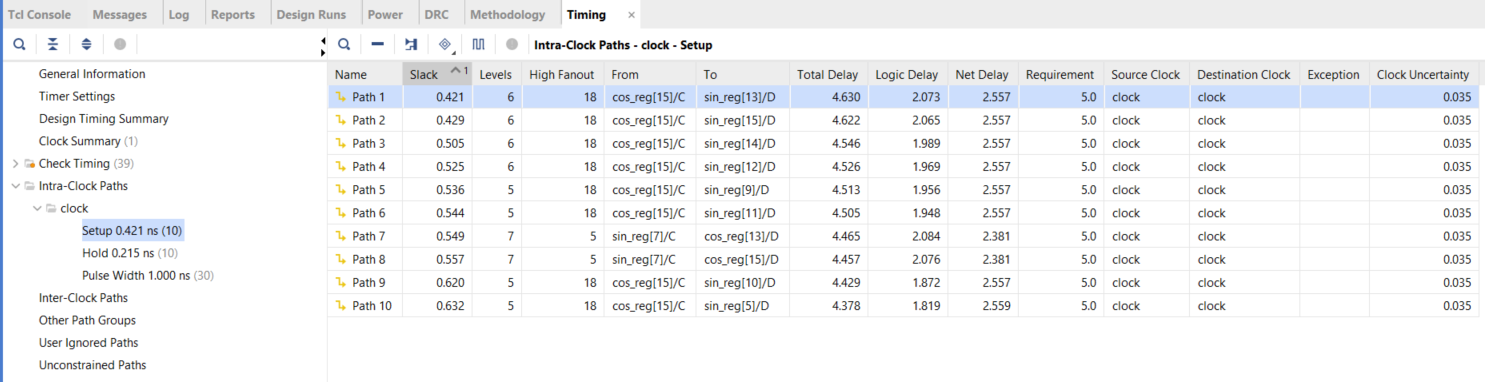 Tcl Console Messages Log Reports Design Runs Power DRC Methodology Timing ×
Intra-Clock Paths - clock - Setup
General Information
Timer Settings
Design Timing Summary
Clock Summary (1)
Check Timing (39)
Intra-Clock Paths
clock
Setup 0.421 ns (10)
Hold 0.215 ns (10)
Pulse Width 1.000 ns (30)
Inter-Clock Paths
Other Path Groups
User Ignored Paths
Unconstrained Paths
Name Slack 1 Levels High Fanout From To Total Delay Logic Delay Net Delay Requirement Source Clock Destination Clock Exception Clock Uncertainty
Path 1 0.421 6 18 cos_reg[15]/C sin_reg[13]/D 4.630 2.073 2.557 5.0 clock clock 0.035
Path 2 0.429 6 18 cos_reg[15]/C sin_reg[15]/D 4.622 2.065 2.557 5.0 clock clock 0.035
Path 3 0.505 6 18 cos_reg[15]/C sin_reg[14]/D 4.546 1.989 2.557 5.0 clock clock 0.035
Path 4 0.525 6 18 cos_reg[15]/C sin_reg[12]/D 4.526 1.969 2.557 5.0 clock clock 0.035
Path 5 0.536 5 18 cos_reg[15]/C sin_reg[9]/D 4.513 1.956 2.557 5.0 clock clock 0.035
Path 6 0.544 5 18 cos_reg[15]/C sin_reg[11]/D 4.505 1.948 2.557 5.0 clock clock 0.035
Path 7 0.549 7 5 sin_reg[7]/C cos_reg[13]/D 4.465 2.084 2.381 5.0 clock clock 0.035
Path 8 0.557 7 5 sin_reg[7]/C cos_reg[15]/D 4.457 2.076 2.381 5.0 clock clock 0.035
Path 9 0.620 5 18 cos_reg[15]/C sin_reg[10]/D 4.429 1.872 2.557 5.0 clock clock 0.035
Path 10 0.632 5 18 cos_reg[15]/C sin_reg[5]/D 4.378 1.819 2.559 5.0 clock clock 0.035